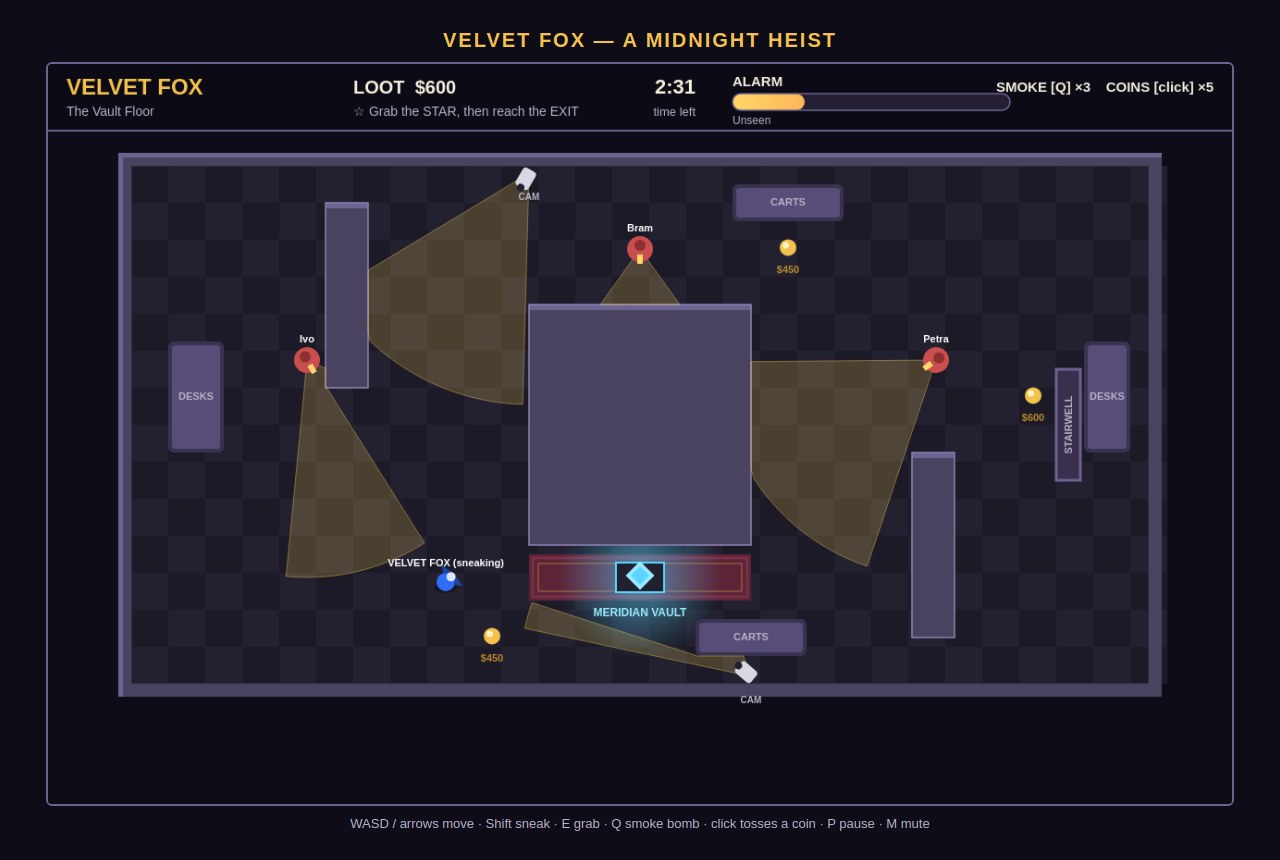 VELVET FOX — A MIDNIGHT HEIST
VELVET FOX
The Vault Floor
LOOT $600
☆ Grab the STAR, then reach the EXIT
2:31
time left
ALARM
Unseen
SMOKE [Q] ×3 COINS [click] ×5
CAM
CARTS
Bram
$450
Ivo
Petra
DESKS
$600
STAIRWELL
DESKS
VELVET FOX (sneaking)
MERIDIAN VAULT
CARTS
$450
CAM
WASD / arrows move · Shift sneak · E grab · Q smoke bomb · click tosses a coin · P pause · M mute